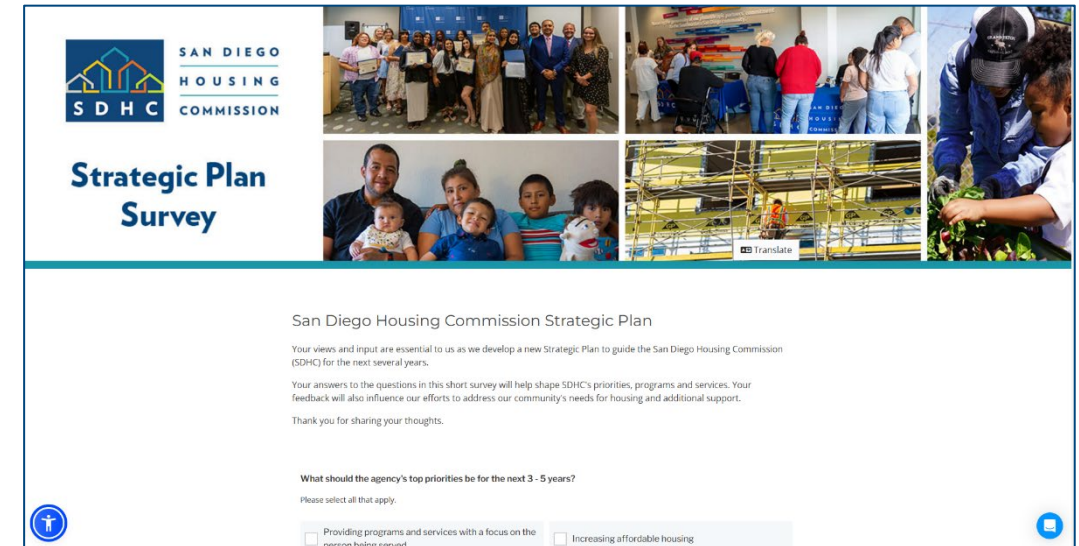 SAN DIEGO
HOUSING
COMMISSION
SDHC
Strategic Plan
Survey
Translate
San Diego Housing Commission Strategic Plan
Your views and input are essential to us as we develop a new Strategic Plan to guide the San Diego Housing Commission
(SDHC) for the next several years.
Your answers to the questions in this short survey will help shape SDHC's priorities, programs and services. Your
feedback will also influence our efforts to address our community's needs for housing and additional support.
Thank you for sharing your thoughts.
What should the agency's top priorities be for the next 3 - 5 years?
Please select all that apply.
Providing programs and services with a focus on the
person being served
Increasing affordable housing